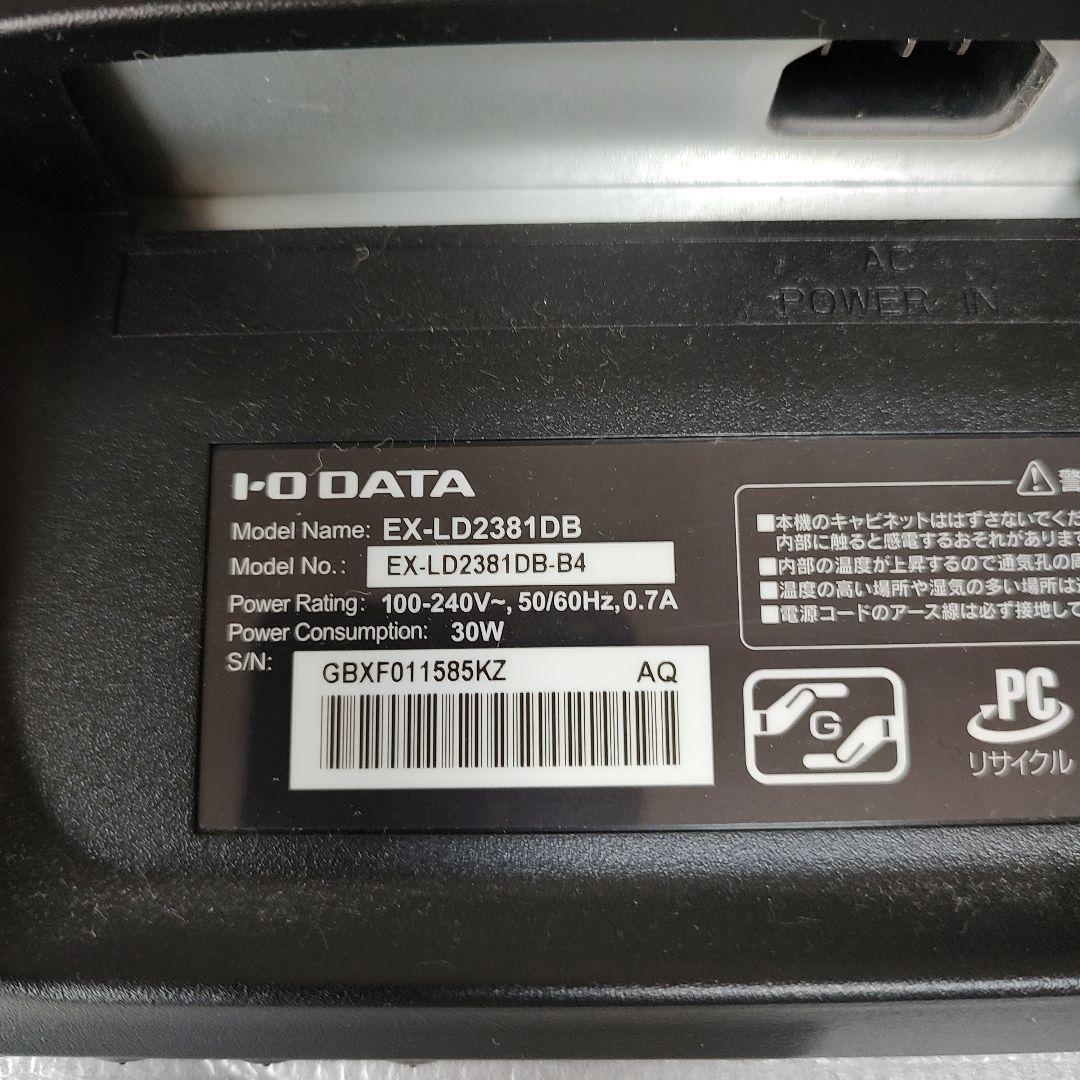 AC
POWER IN
I-O DATA
Model Name: EX-LD2381DB
Model No.: EX-LD2381DB-B4
Power Rating: 100-240V~, 50/60Hz, 0.7A
Power Consumption: 30W
S/N:
GBXF011585KZ AQ
警
■本機のキャビネットははずさないでくだ
内部に触ると感電するおそれがあります
■内部の温度が上昇するので通気孔の周
■温度の高い場所や湿気の多い場所は
■電源コードのアース線は必ず接地して
G
PC
リサイクル